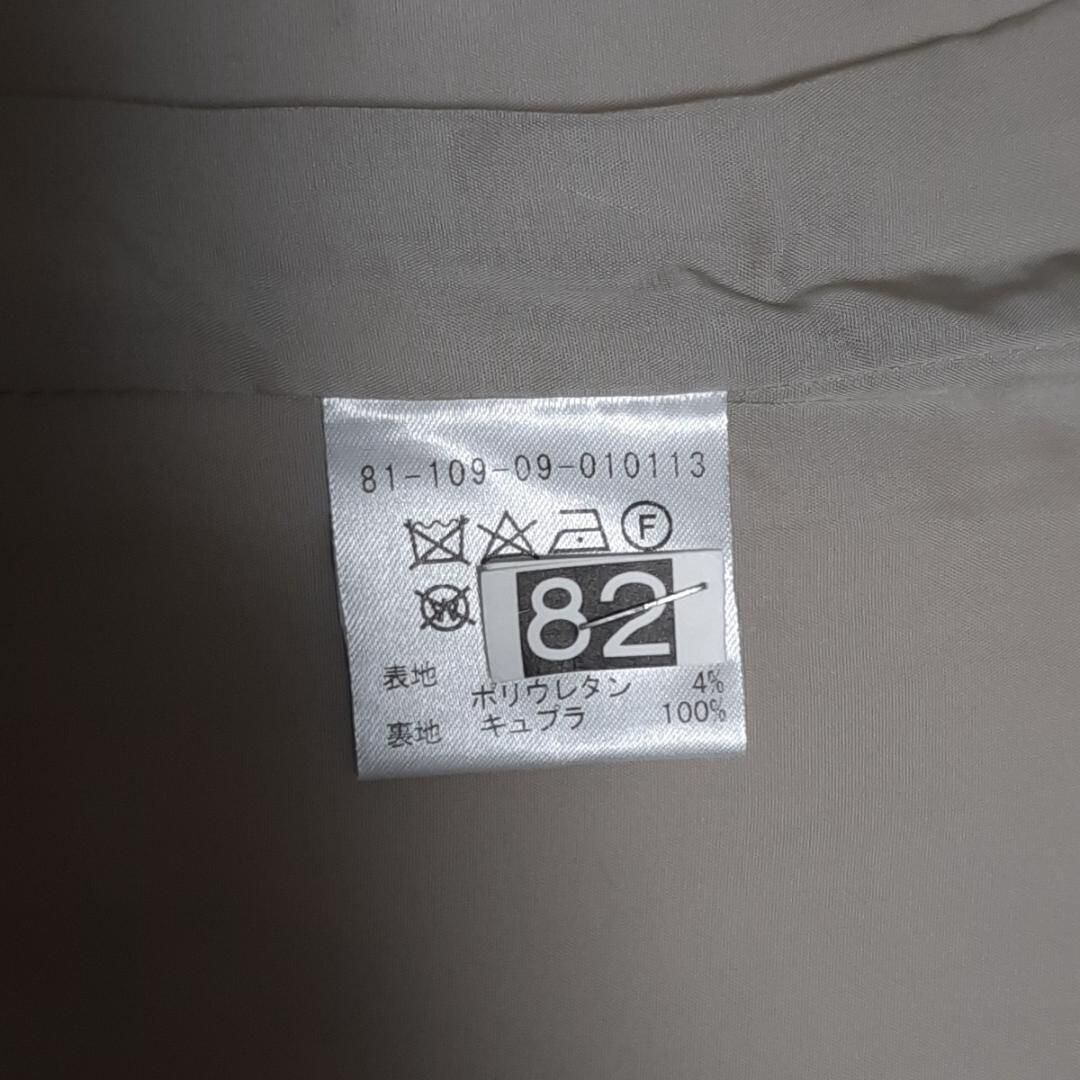 81-109-09-010113
F
82
表地
ポリウレタン 4%
裏地 キュプラ 100%